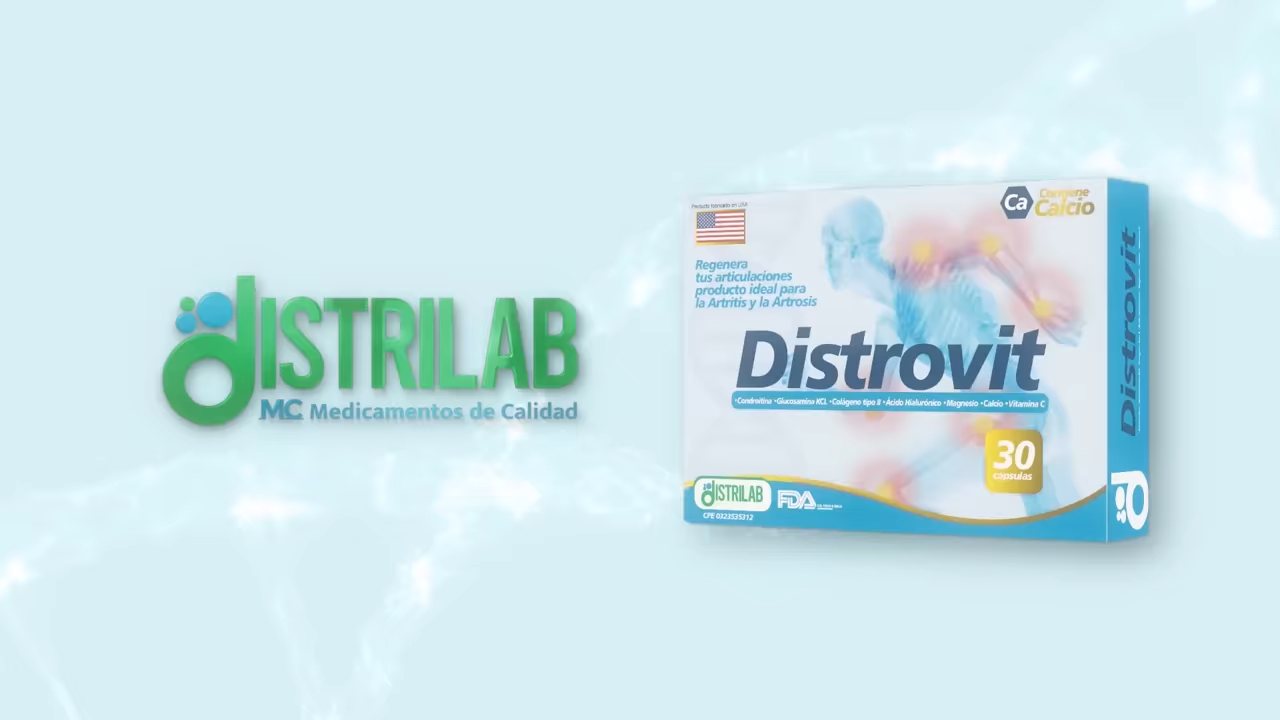 DISTRILAB
MC Medicamentos de Calidad
Producto fabricado en USA
Ca Contiene Calcio
Regenera
tus articulaciones
producto ideal para
la Artritis y la Artrosis
Distrovit
•Condroitina •Glucosamina KCL •Colágeno tipo II •Ácido Hialurónico •Magnesio •Calcio •Vitamina C
30
cápsulas
DISTRILAB
FDA
CPE 0323535312
Distrovit